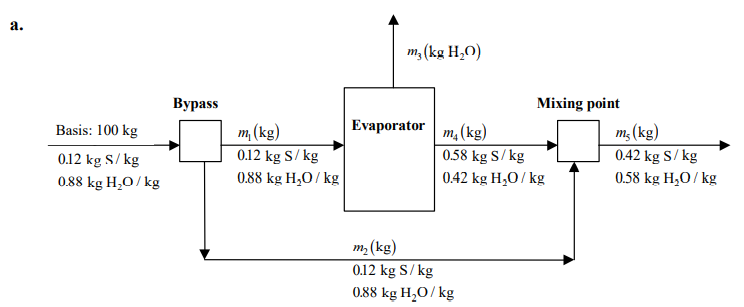 a.
m₃ (kg H₂O)
Bypass
Mixing point
Basis: 100 kg
0.12 kg S / kg
0.88 kg H₂O / kg
m₁ (kg)
0.12 kg S / kg
0.88 kg H₂O / kg
Evaporator
m₄ (kg)
0.58 kg S / kg
0.42 kg H₂O / kg
m₅ (kg)
0.42 kg S / kg
0.58 kg H₂O / kg
m₂ (kg)
0.12 kg S / kg
0.88 kg H₂O / kg